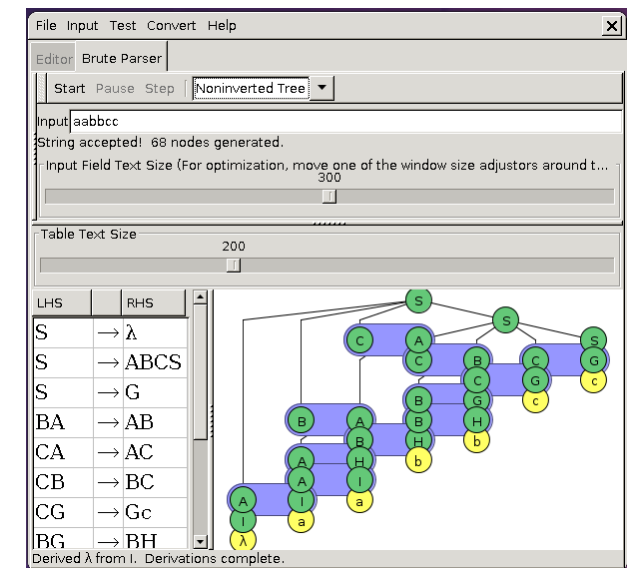 File Input Test Convert Help
Editor Brute Parser
Start Pause Step Noninverted Tree
Input aabbcc
String accepted! 68 nodes generated.
Input Field Text Size (For optimization, move one of the window size adjustors around t...
300
Table Text Size
200
LHS RHS
S → λ
S → ABCS
S → G
BA → AB
CA → AC
CB → BC
CG → Gc
BG → BH
S
S
C A S
C B C G
C G c
B G c
B A B H
B H b
A H b
A I
A I a
I a
λ
Derived λ from I. Derivations complete.